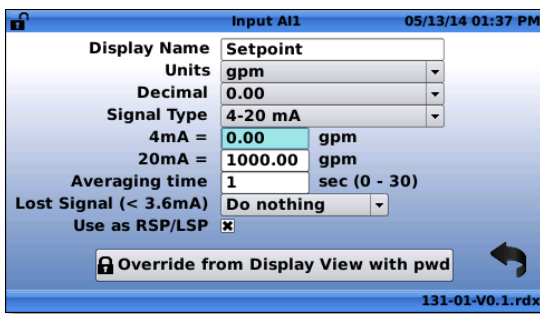 Input AI1 05/13/14 01:37 PM
Display Name Setpoint
Units gpm
Decimal 0.00
Signal Type 4-20 mA
4mA = 0.00 gpm
20mA = 1000.00 gpm
Averaging time 1 sec (0 - 30)
Lost Signal (< 3.6mA) Do nothing
Use as RSP/LSP
Override from Display View with pwd
131-01-V0.1.rdx